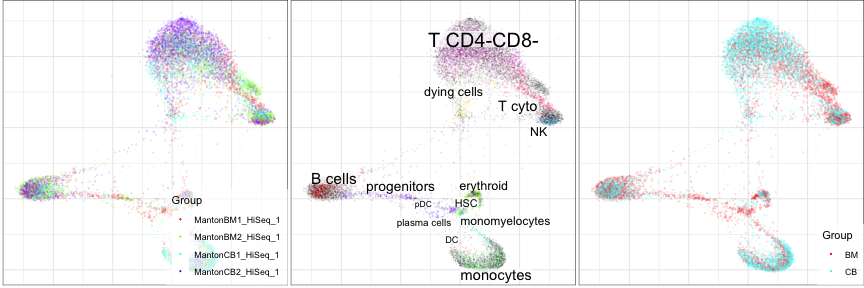 Group
MantonBM1_HiSeq_1
MantonBM2_HiSeq_1
MantonCB1_HiSeq_1
MantonCB2_HiSeq_1
T CD4-CD8-
dying cells
T cyto
NK
B cells
progenitors
erythroid
pDC
HSC
plasma cells
monomyelocytes
DC
monocytes
Group
BM
CB